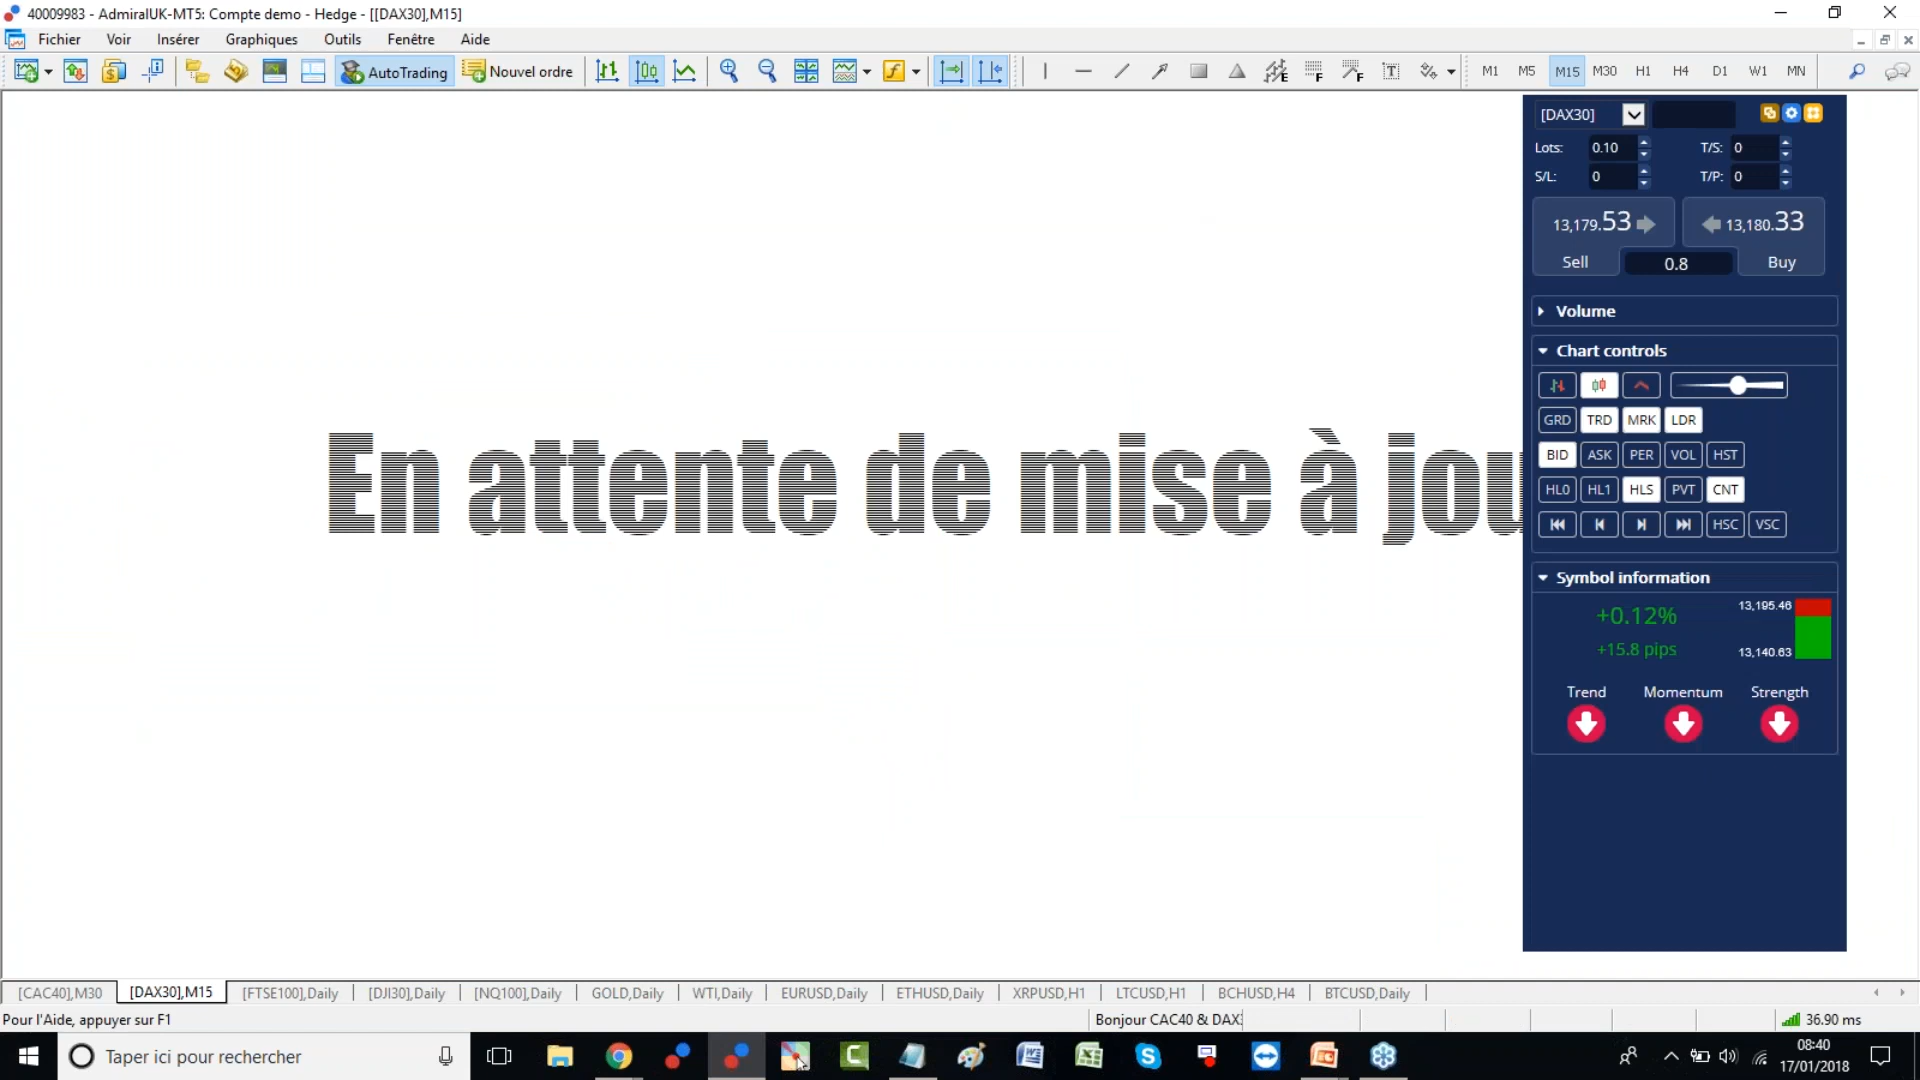 40009983 - AdmiralUK-MT5: Compte demo - Hedge - [[DAX30],M15]
Fichier Voir Insérer Graphiques Outils Fenêtre Aide
AutoTrading Nouvel ordre M1 M5 M15 M30 H1 H4 D1 W1 MN
[DAX30]
Lots: 0.10 T/S: 0
S/L: 0 T/P: 0
13,179.53 13,180.33
Sell 0.8 Buy
Volume
Chart controls
GRD TRD MRK LDR
BID ASK PER VOL HST
HL0 HL1 HLS PVT CNT
HSC VSC
En attente de mise à jou
Symbol information
+0.12% 13,195.46
+15.8 pips 13,140.63
Trend Momentum Strength
[CAC40],M30 [DAX30],M15 [FTSE100],Daily [DJI30],Daily [NQ100],Daily GOLD,Daily WTI,Daily EURUSD,Daily ETHUSD,Daily XRPUSD,H1 LTCUSD,H1 BCHUSD,H4 BTCUSD,Daily
Pour l'Aide, appuyer sur F1 Bonjour CAC40 & DAX 36.90 ms
Taper ici pour rechercher 08:40
17/01/2018